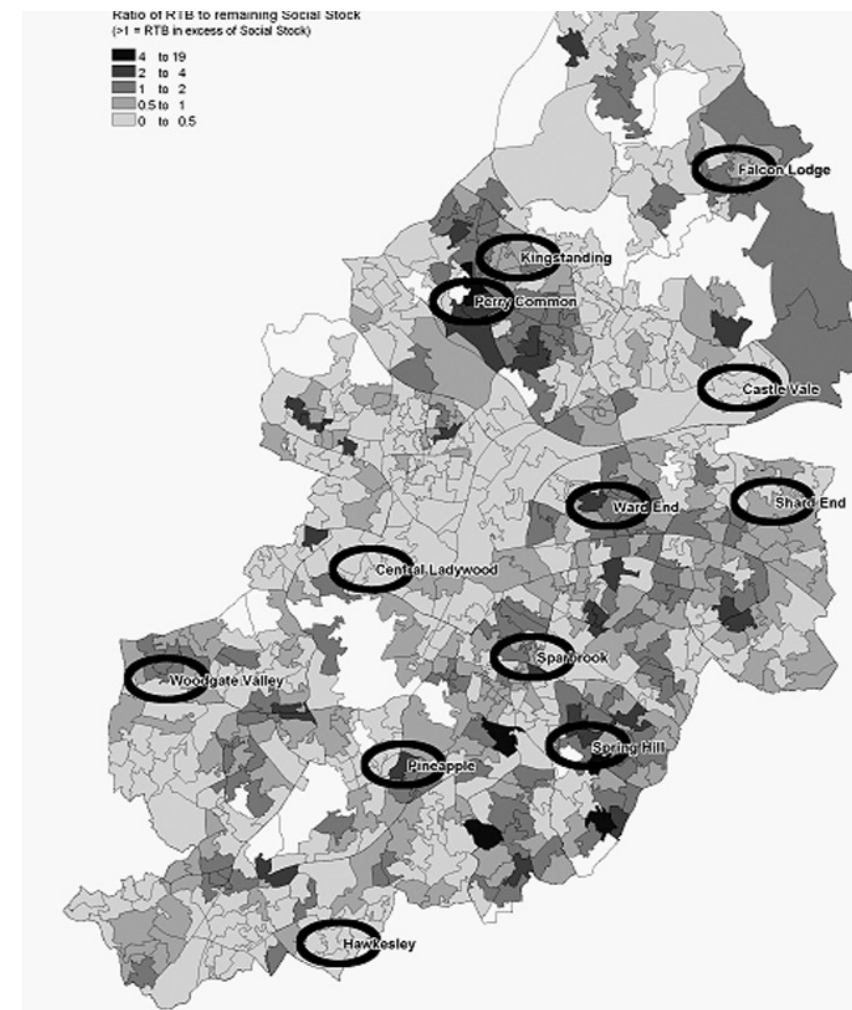 Ratio of RTB to remaining Social Stock
(>1 = RTB in excess of Social Stock)
4 to 19
2 to 4
1 to 2
0.5 to 1
0 to 0.5
Falcon Lodge
Kingstanding
Perry Common
Castle Vale
Ward End
Shard End
Central Ladywood
Sparbrook
Woodgate Valley
Spring Hill
Pineapple
Hawkesley